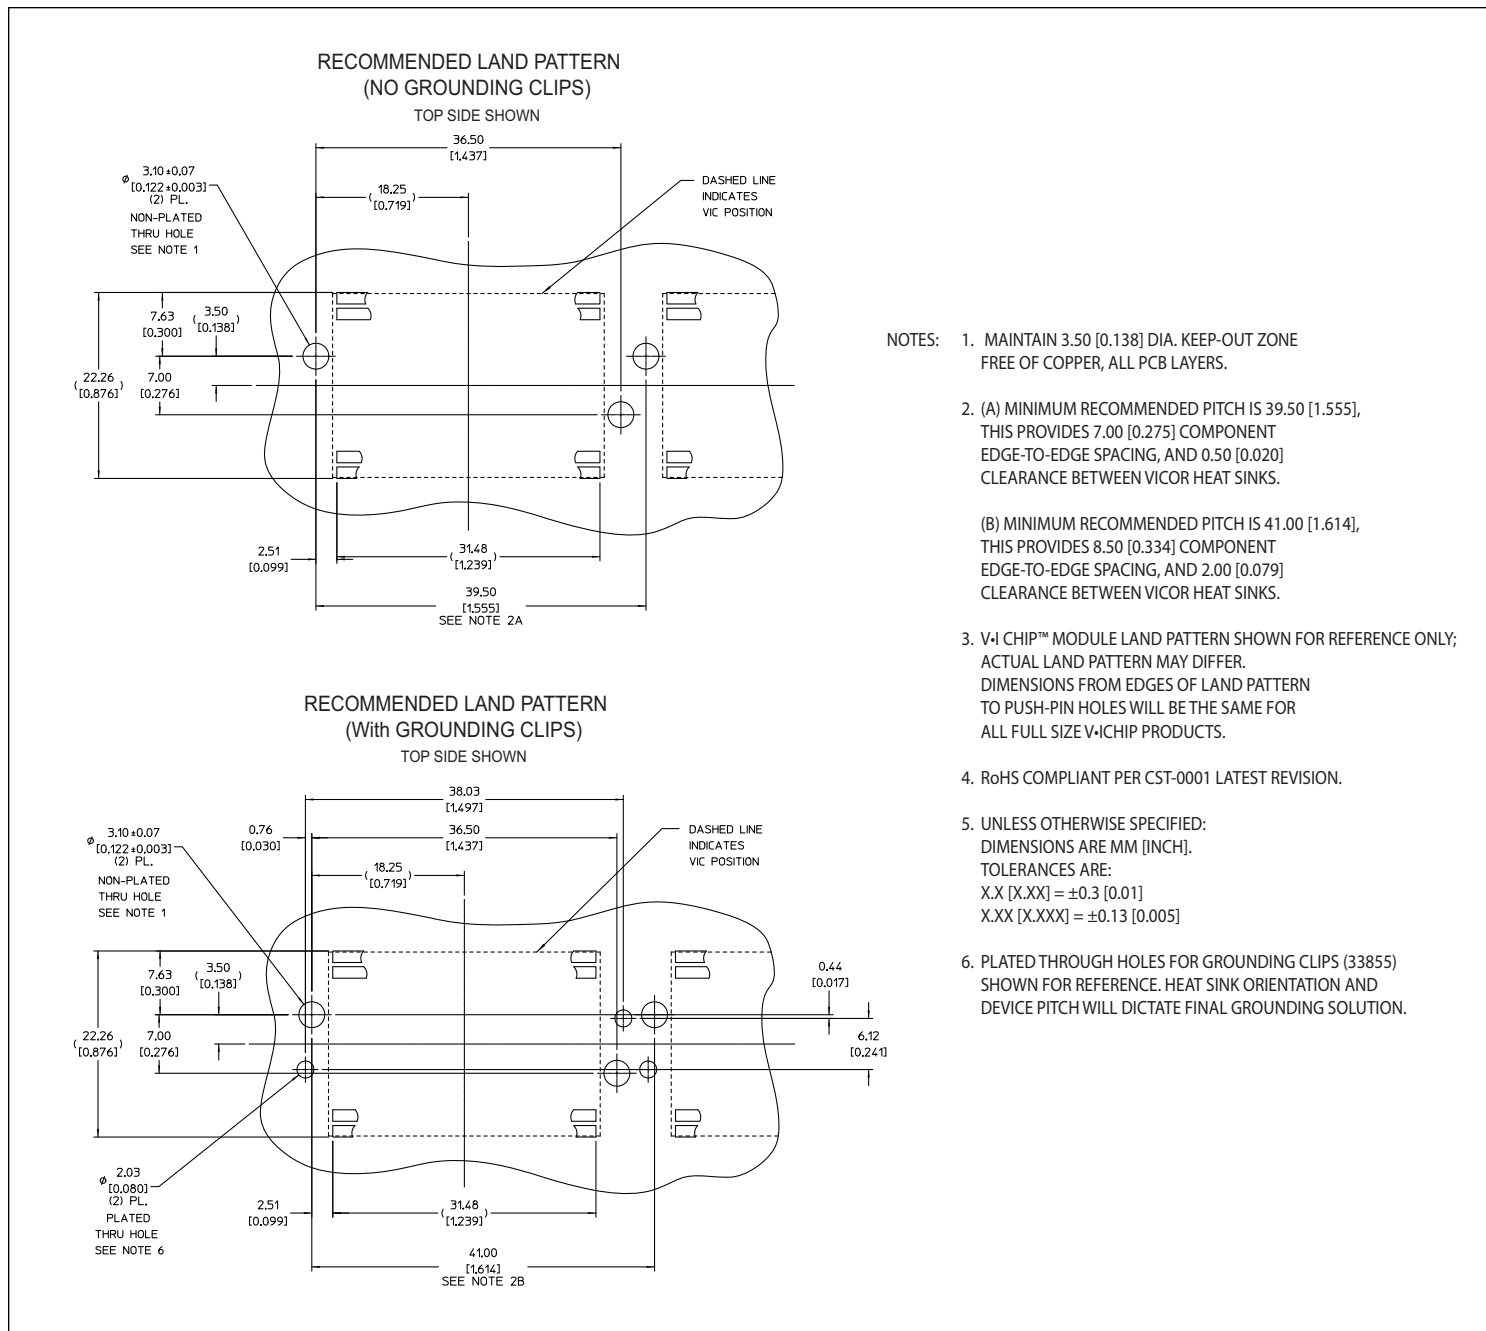 RECOMMENDED LAND PATTERN
(NO GROUNDING CLIPS)
TOP SIDE SHOWN
36.50
[1.437]
3.10±0.07
⌀
[0.122±0.003]
(2) PL.
NON-PLATED
THRU HOLE
SEE NOTE 1
(18.25)
[0.719]
DASHED LINE
INDICATES
VIC POSITION
7.63
[0.300]
(3.50)
[0.138]
(22.26)
[0.876]
7.00
[0.276]
2.51
[0.099]
(31.48)
[1.239]
39.50
[1.555]
SEE NOTE 2A
RECOMMENDED LAND PATTERN
(With GROUNDING CLIPS)
TOP SIDE SHOWN
38.03
[1.497]
3.10±0.07
⌀
[0.122±0.003]
(2) PL.
NON-PLATED
THRU HOLE
SEE NOTE 1
0.76
[0.030]
36.50
[1.437]
(18.25)
[0.719]
DASHED LINE
INDICATES
VIC POSITION
7.63
[0.300]
(3.50)
[0.138]
0.44
[0.017]
(22.26)
[0.876]
7.00
[0.276]
6.12
[0.241]
⌀ 2.03
[0.080]
(2) PL.
PLATED
THRU HOLE
SEE NOTE 6
2.51
[0.099]
(31.48)
[1.239]
41.00
[1.614]
SEE NOTE 2B
NOTES: 1. MAINTAIN 3.50 [0.138] DIA. KEEP-OUT ZONE
FREE OF COPPER, ALL PCB LAYERS.
2. (A) MINIMUM RECOMMENDED PITCH IS 39.50 [1.555],
THIS PROVIDES 7.00 [0.275] COMPONENT
EDGE-TO-EDGE SPACING, AND 0.50 [0.020]
CLEARANCE BETWEEN VICOR HEAT SINKS.
(B) MINIMUM RECOMMENDED PITCH IS 41.00 [1.614],
THIS PROVIDES 8.50 [0.334] COMPONENT
EDGE-TO-EDGE SPACING, AND 2.00 [0.079]
CLEARANCE BETWEEN VICOR HEAT SINKS.
3. V•I CHIP™ MODULE LAND PATTERN SHOWN FOR REFERENCE ONLY;
ACTUAL LAND PATTERN MAY DIFFER.
DIMENSIONS FROM EDGES OF LAND PATTERN
TO PUSH-PIN HOLES WILL BE THE SAME FOR
ALL FULL SIZE V•ICHIP PRODUCTS.
4. RoHS COMPLIANT PER CST-0001 LATEST REVISION.
5. UNLESS OTHERWISE SPECIFIED:
DIMENSIONS ARE MM [INCH].
TOLERANCES ARE:
X.X [X.XX] = ±0.3 [0.01]
X.XX [X.XXX] = ±0.13 [0.005]
6. PLATED THROUGH HOLES FOR GROUNDING CLIPS (33855)
SHOWN FOR REFERENCE. HEAT SINK ORIENTATION AND
DEVICE PITCH WILL DICTATE FINAL GROUNDING SOLUTION.